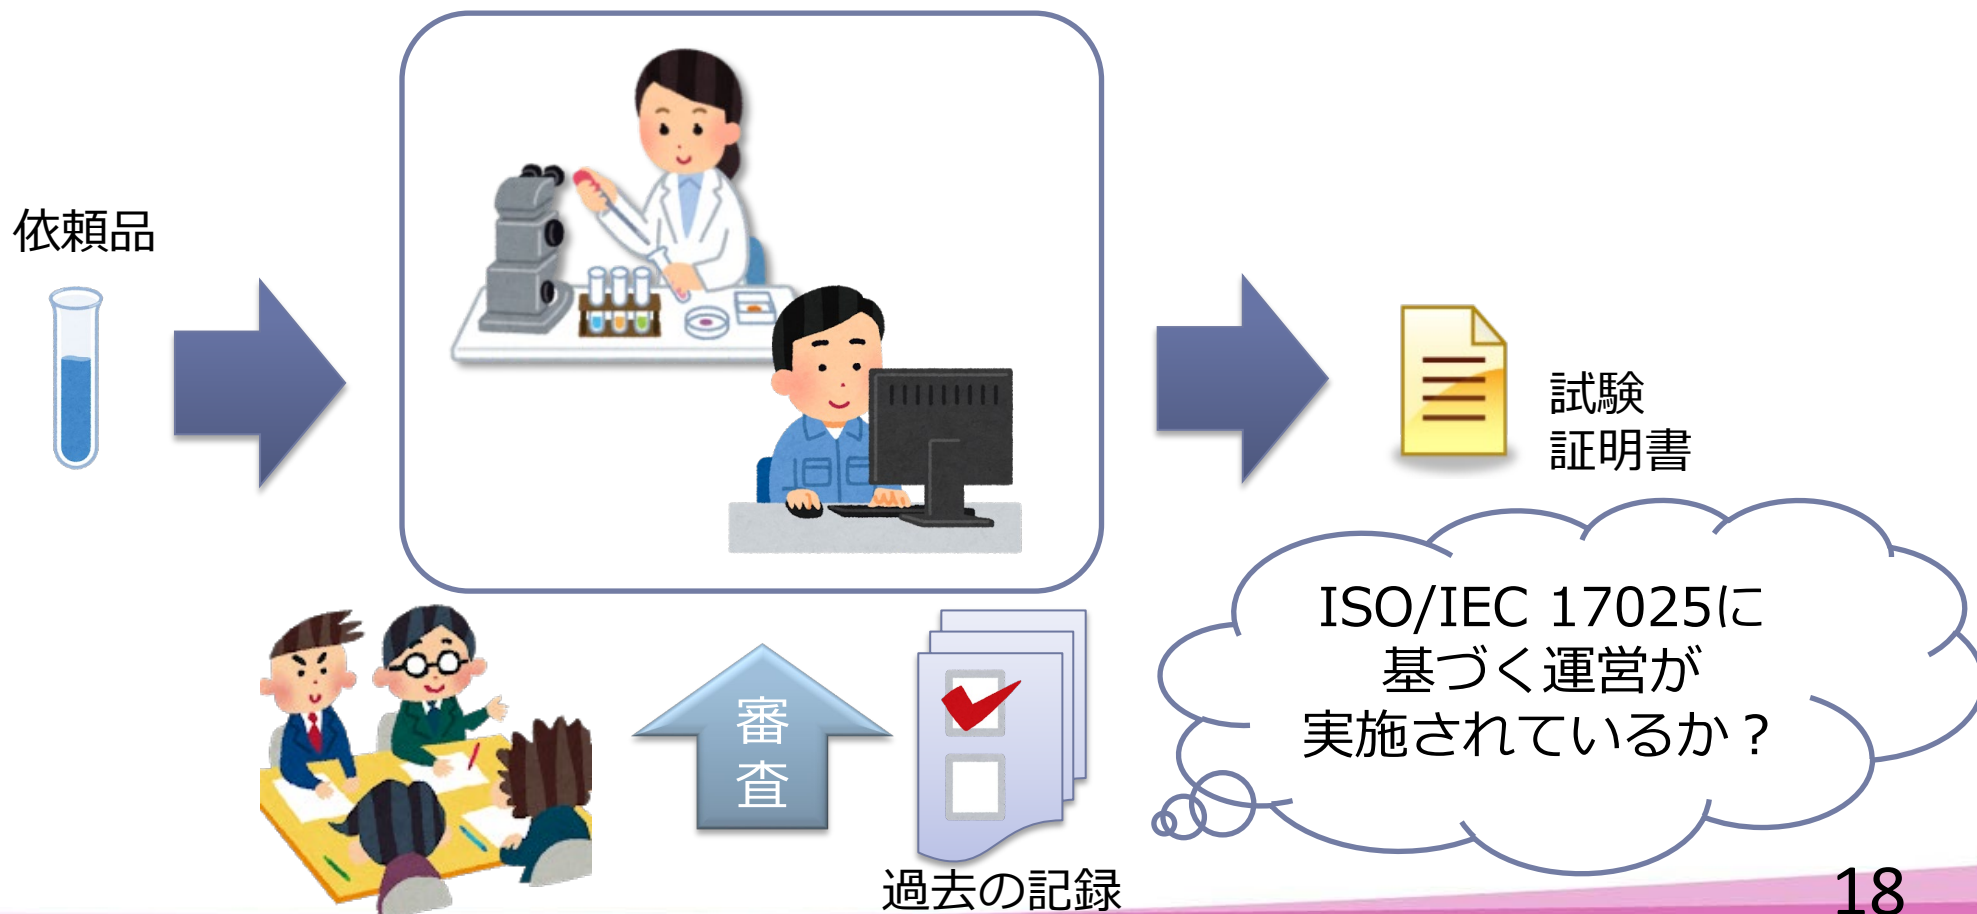 依頼品
試験
証明書
ISO/IEC 17025に
基づく運営が
実施されているか？
審
査
過去の記録
18